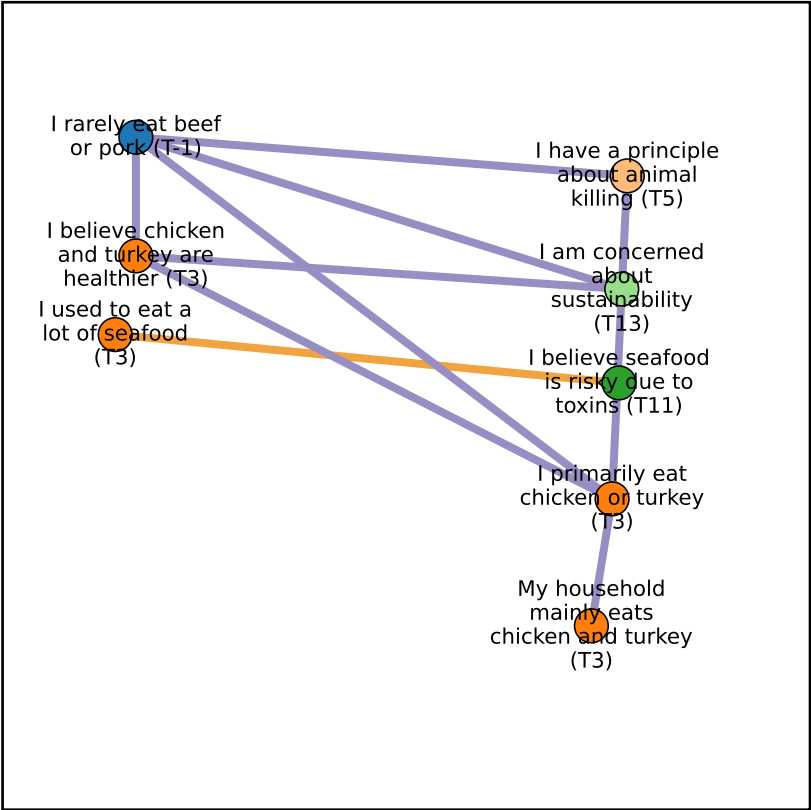 I rarely eat beef
or pork (T-1)
I have a principle
about animal
killing (T5)
I believe chicken
and turkey are
healthier (T3)
I am concerned
about
sustainability
(T13)
I used to eat a
lot of seafood
(T3)
I believe seafood
is risky due to
toxins (T11)
I primarily eat
chicken or turkey
(T3)
My household
mainly eats
chicken and turkey
(T3)